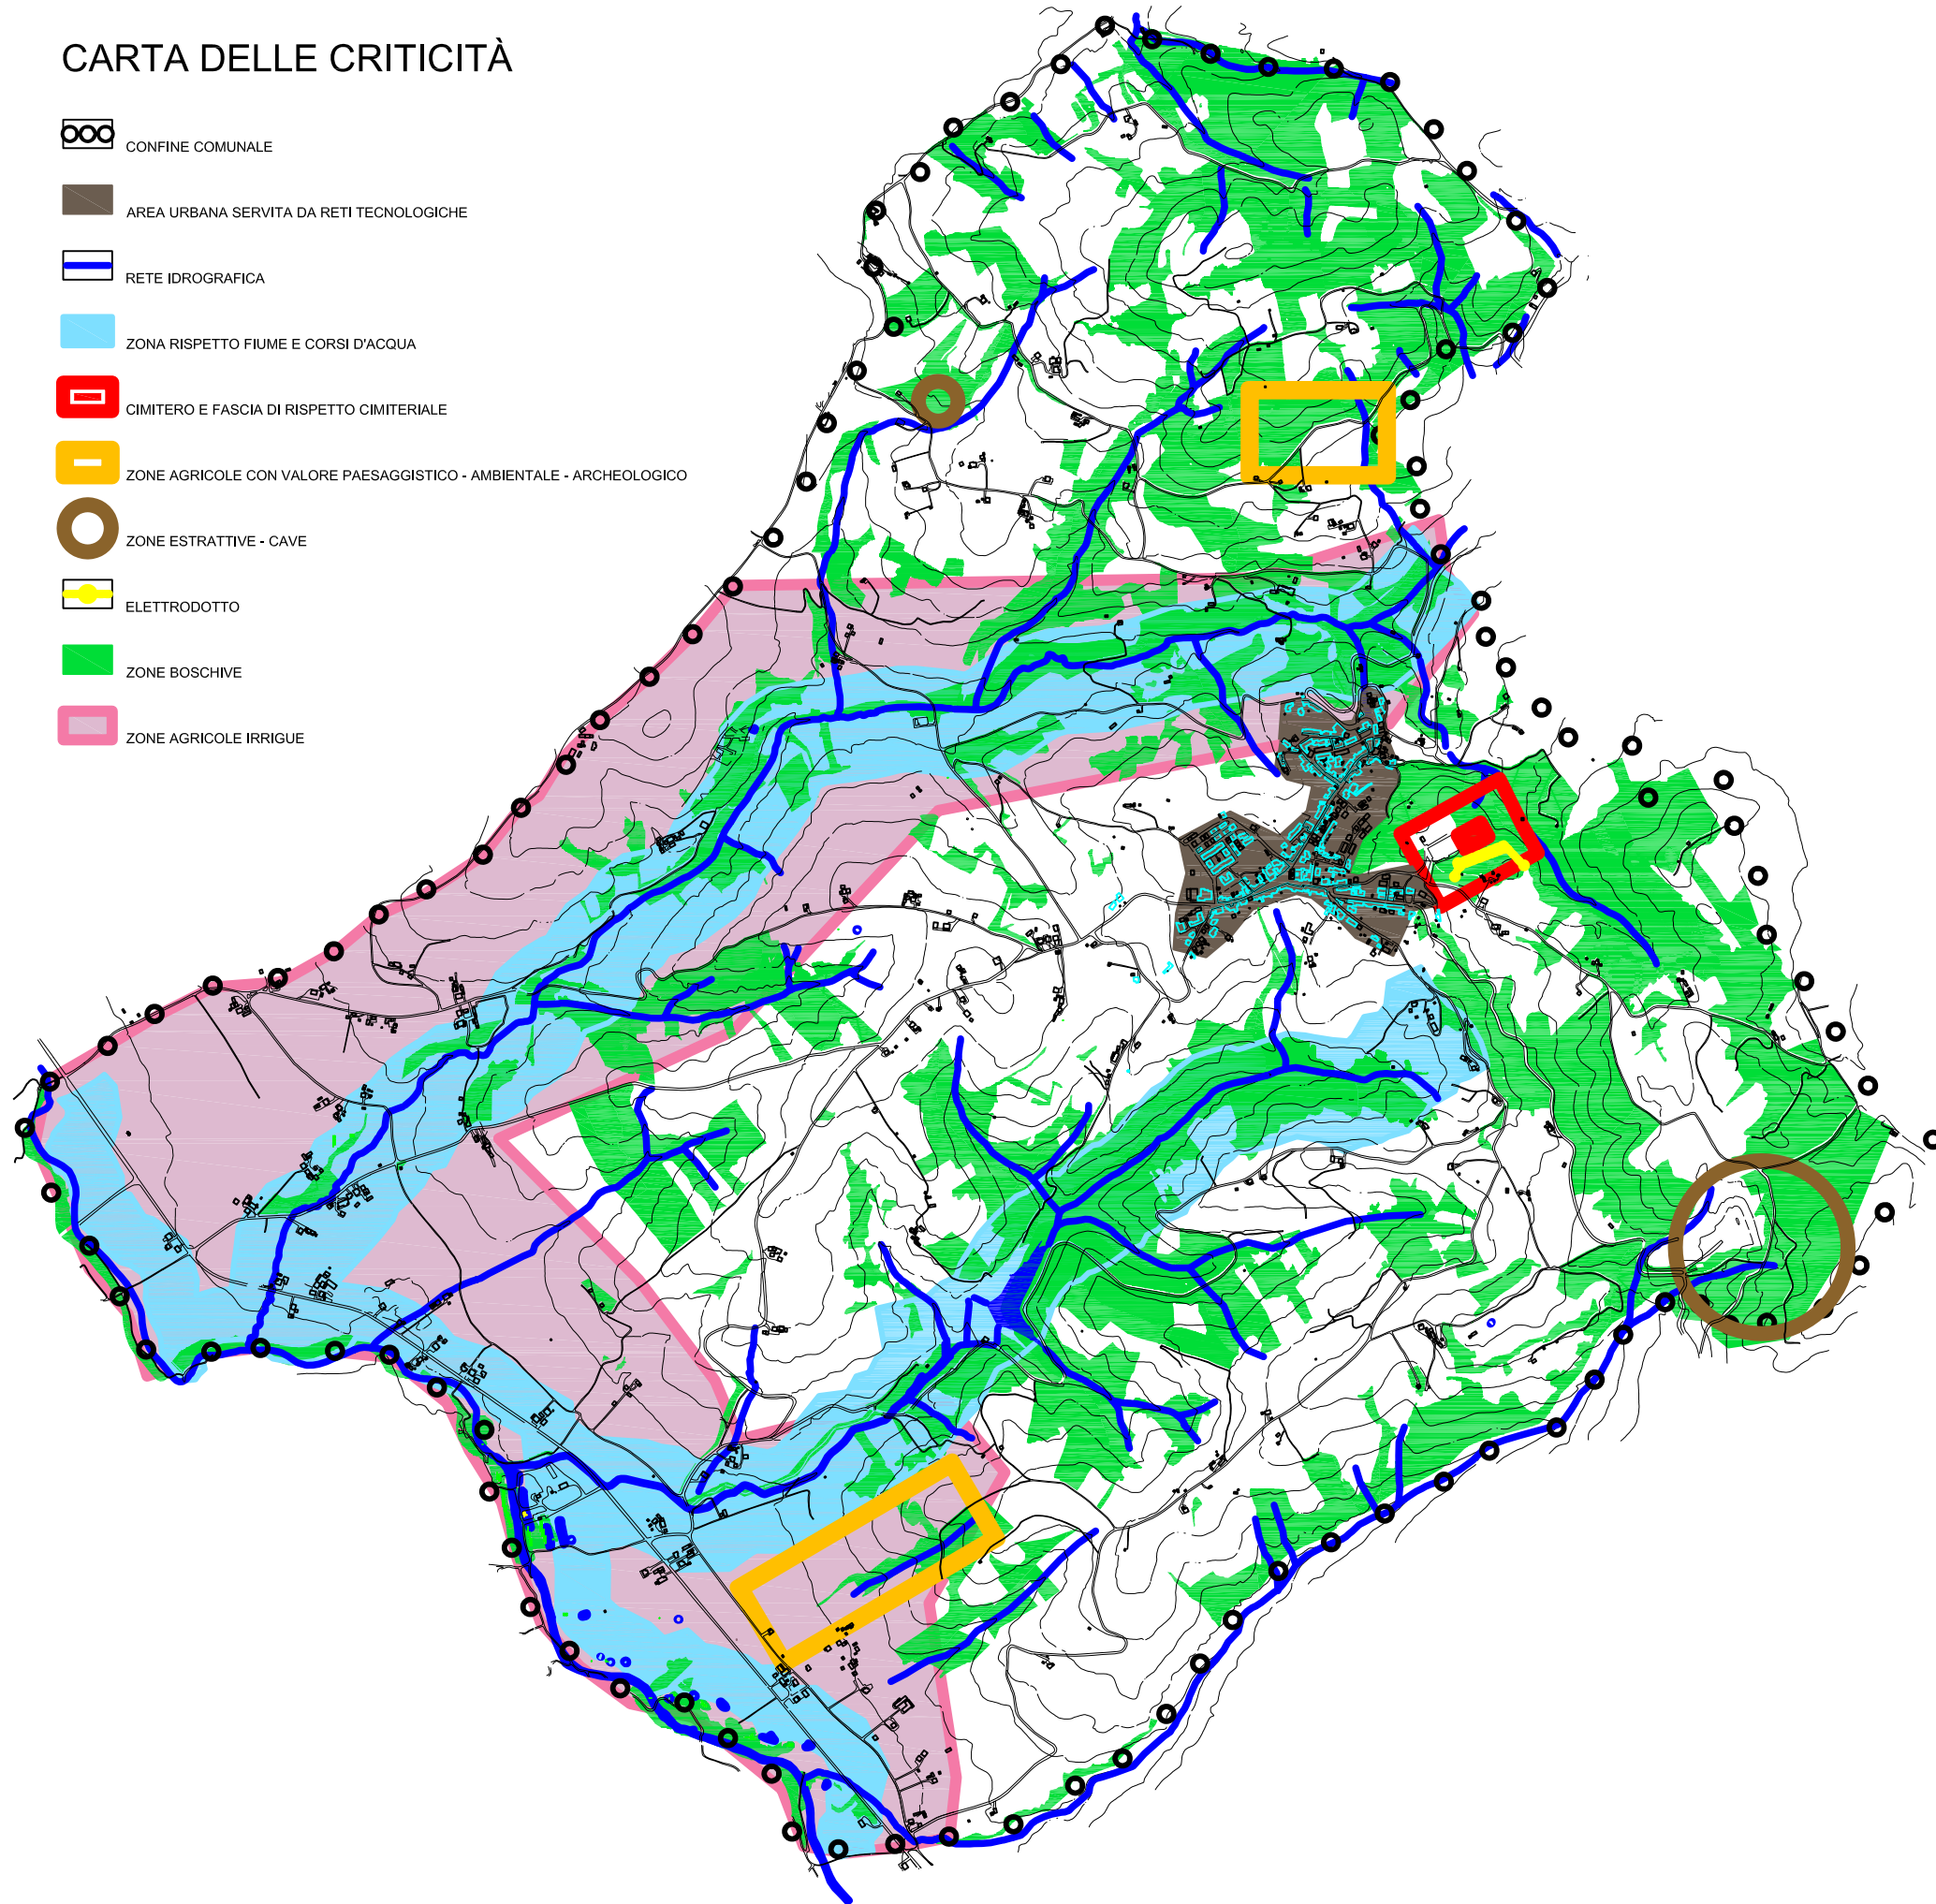 CARTA DELLE CRITICITÀ
CONFINE COMUNALE
AREA URBANA SERVITA DA RETI TECNOLOGICHE
RETE IDROGRAFICA
ZONA RISPETTO FIUME E CORSI D'ACQUA
CIMITERO E FASCIA DI RISPETTO CIMITERIALE
ZONE AGRICOLE CON VALORE PAESAGGISTICO - AMBIENTALE - ARCHEOLOGICO
ZONE ESTRATTIVE - CAVE
ELETTRODOTTO
ZONE BOSCHIVE
ZONE AGRICOLE IRRIGUE